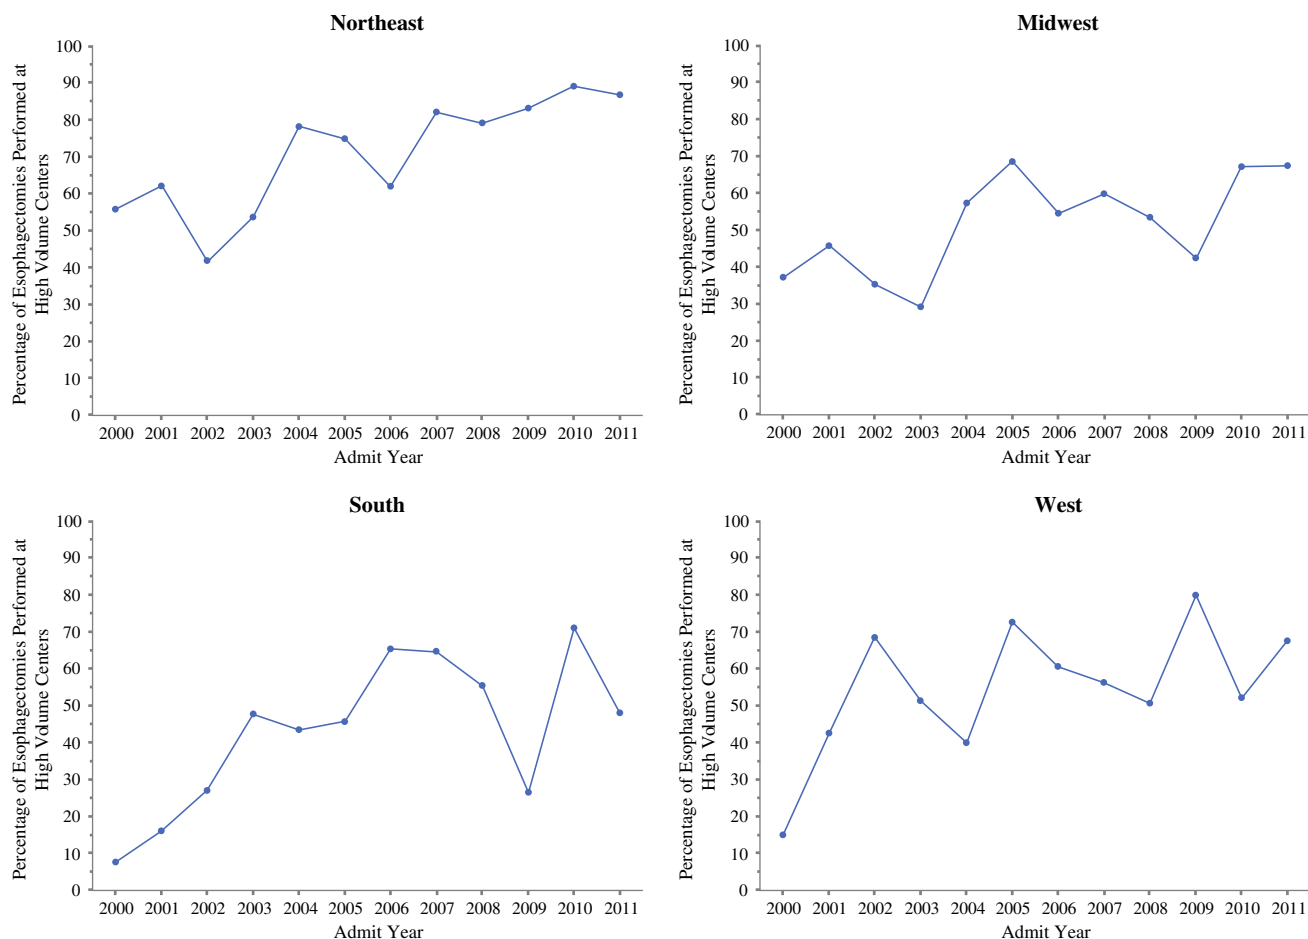 Northeast
Percentage of Esophagectomies Performed at
High Volume Centers
100
90
80
70
60
50
40
30
20
10
0
2000 2001 2002 2003 2004 2005 2006 2007 2008 2009 2010 2011
Admit Year
Midwest
Percentage of Esophagectomies Performed at
High Volume Centers
100
90
80
70
60
50
40
30
20
10
0
2000 2001 2002 2003 2004 2005 2006 2007 2008 2009 2010 2011
Admit Year
South
Percentage of Esophagectomies Performed at
High Volume Centers
100
90
80
70
60
50
40
30
20
10
0
2000 2001 2002 2003 2004 2005 2006 2007 2008 2009 2010 2011
Admit Year
West
Percentage of Esophagectomies Performed at
High Volume Centers
100
90
80
70
60
50
40
30
20
10
0
2000 2001 2002 2003 2004 2005 2006 2007 2008 2009 2010 2011
Admit Year